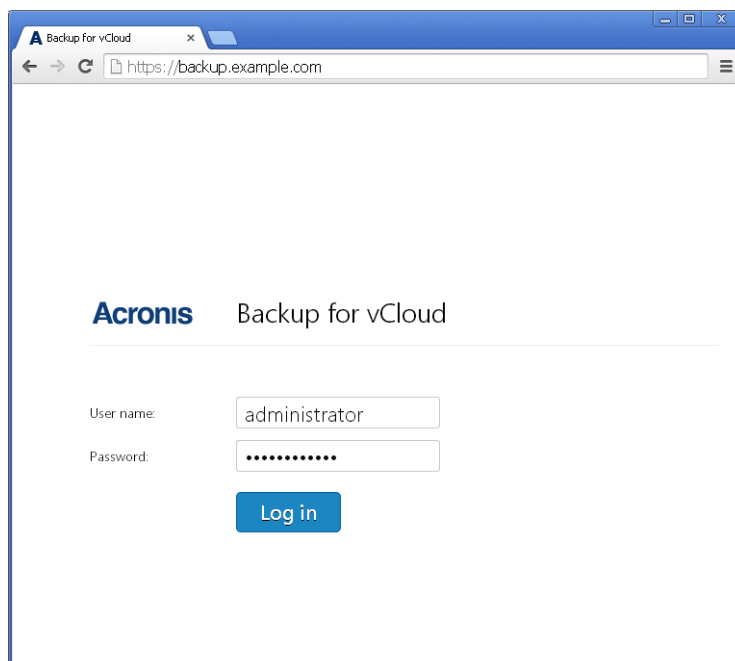 Backup for vCloud
https://backup.example.com
Acronis Backup for vCloud
User name: administrator
Password: ••••••••••••
Log in